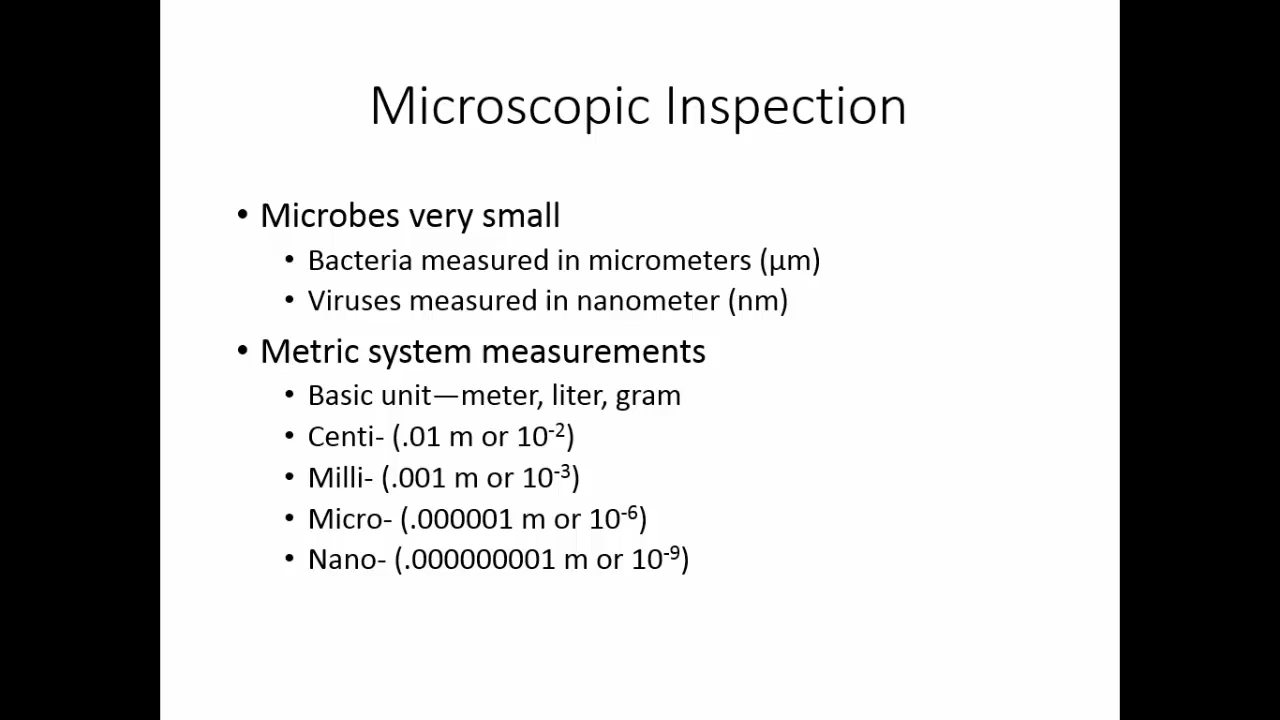 Microscopic Inspection
• Microbes very small
• Bacteria measured in micrometers (µm)
• Viruses measured in nanometer (nm)
• Metric system measurements
• Basic unit—meter, liter, gram
• Centi- (.01 m or 10⁻²)
• Milli- (.001 m or 10⁻³)
• Micro- (.000001 m or 10⁻⁶)
• Nano- (.000000001 m or 10⁻⁹)